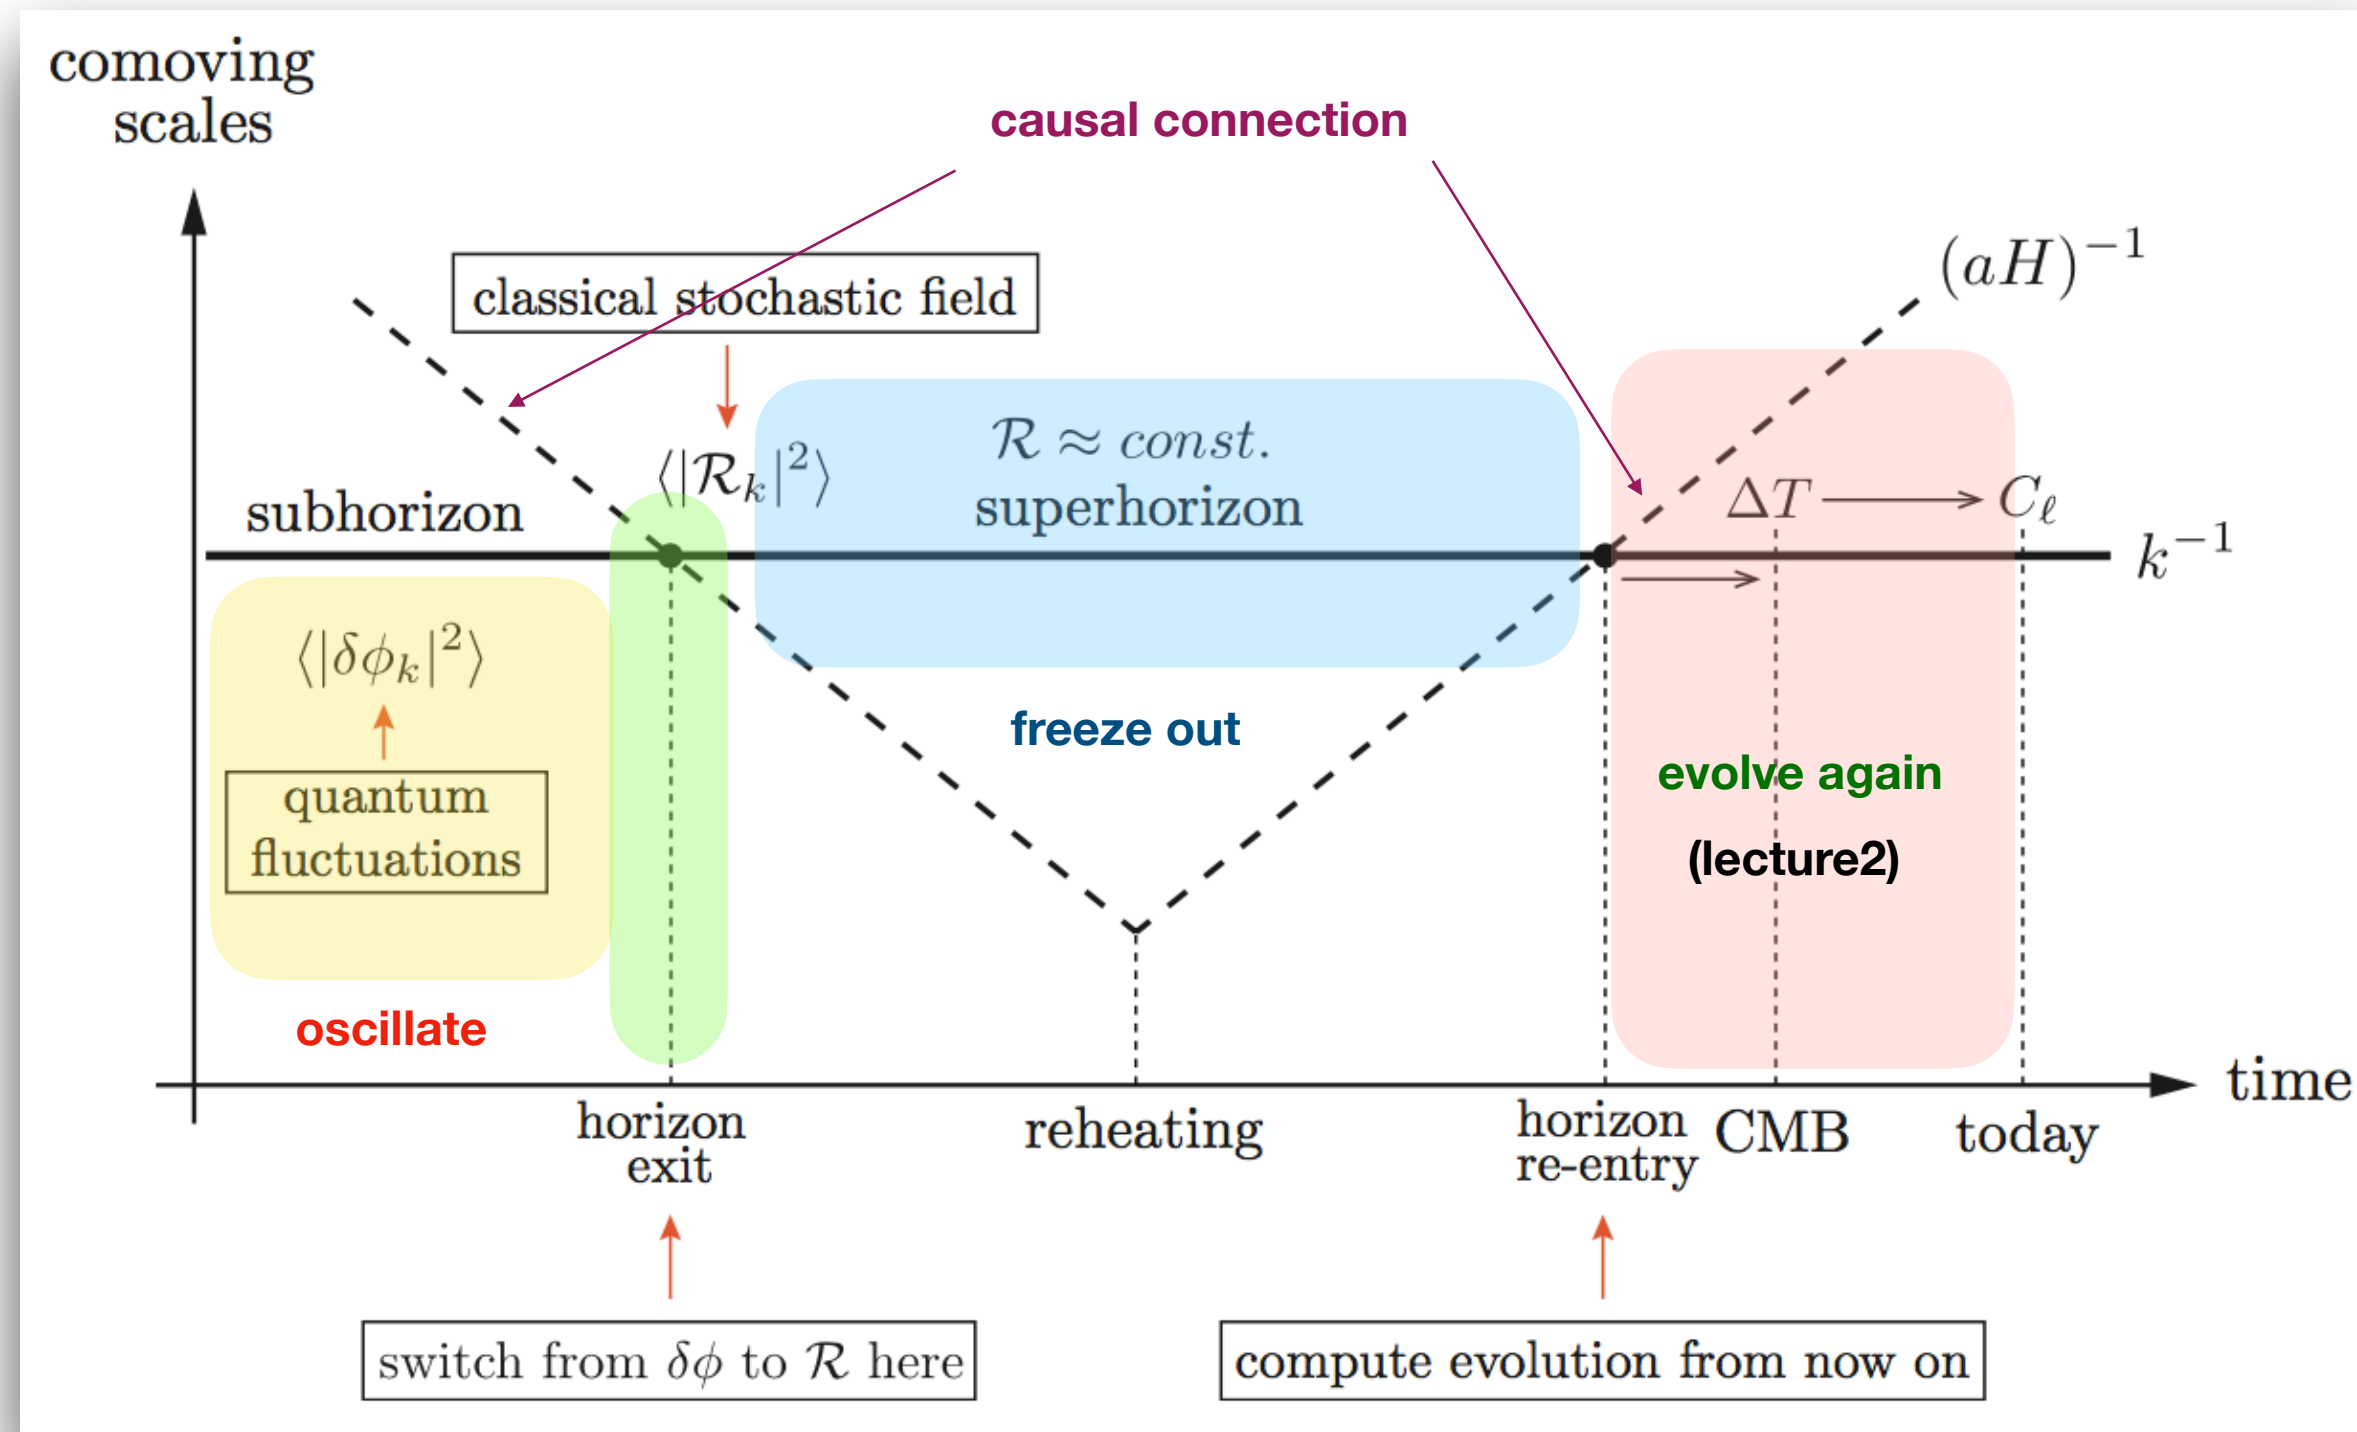 comoving
scales
causal connection
classical stochastic field
(aH)⁻¹
⟨|ℛₖ|²⟩
ℛ ≈ const.
superhorizon
subhorizon
ΔT
C_ℓ
k⁻¹
⟨|δϕₖ|²⟩
quantum
fluctuations
freeze out
evolve again
(lecture2)
oscillate
time
horizon
exit
reheating
horizon
re-entry
CMB
today
switch from δϕ to ℛ here
compute evolution from now on